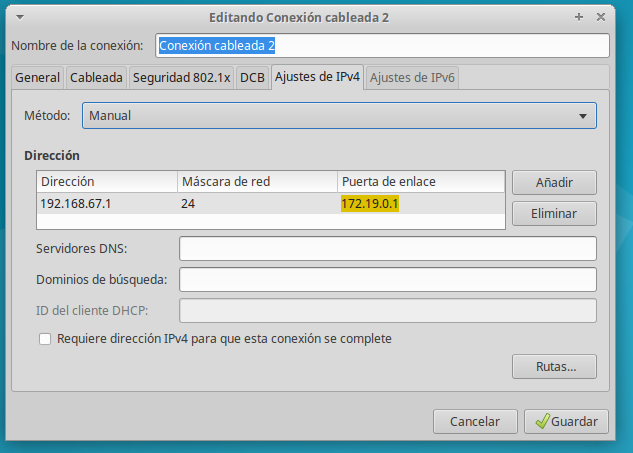 Editando Conexión cableada 2
Nombre de la conexión: Conexión cableada 2
General Cableada Seguridad 802.1x DCB Ajustes de IPv4 Ajustes de IPv6
Método: Manual
Dirección
Dirección Máscara de red Puerta de enlace Añadir
192.168.67.1 24 172.19.0.1 Eliminar
Servidores DNS:
Dominios de búsqueda:
ID del cliente DHCP:
Requiere dirección IPv4 para que esta conexión se complete
Rutas...
Cancelar Guardar